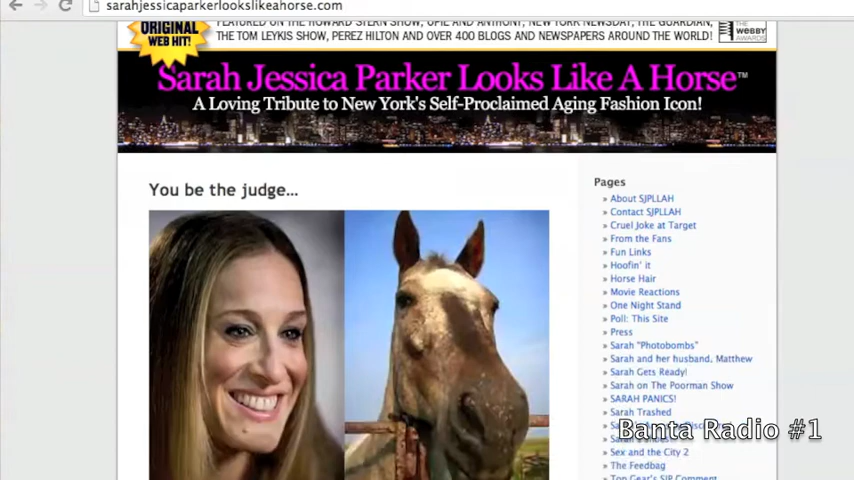 sarahjessicaparkerlookslikeahorse.com
ORIGINAL
WEB HIT!
FEATURED ON THE HOWARD STERN SHOW, OPIE AND ANTHONY, NEW YORK NEWSDAY, THE GUARDIAN,
THE TOM LEYKIS SHOW, PEREZ HILTON AND OVER 400 BLOGS AND NEWSPAPERS AROUND THE WORLD!
THE
WEBBY
AWARDS
Sarah Jessica Parker Looks Like A Horse™
A Loving Tribute to New York's Self-Proclaimed Aging Fashion Icon!
You be the judge...
Pages
» About SJPLLAH
» Contact SJPLLAH
» Cruel Joke at Target
» From the Fans
» Fun Links
» Hoofin' it
» Horse Hair
» Movie Reactions
» One Night Stand
» Poll: This Site
» Press
» Sarah "Photobombs"
» Sarah and her husband, Matthew
» Sarah Gets Ready!
» Sarah on The Poorman Show
» SARAH PANICS!
» Sarah Trashed
Banta Radio #1
» Sex and the City 2
» The Feedbag
» Top Gear's SJP Comment